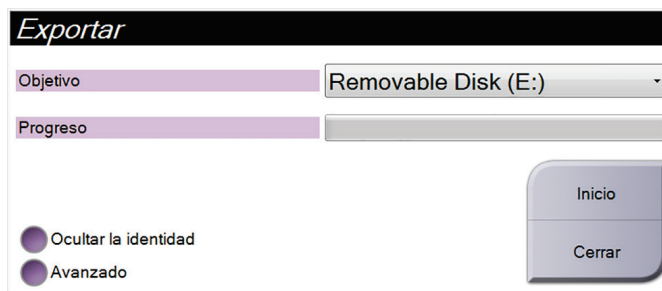 Exportar
Objetivo
Removable Disk (E:)
Progreso
Inicio
Ocultar la identidad
Cerrar
Avanzado